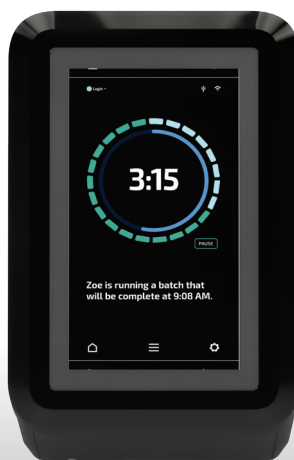 Login
3:15
PAUSE
Zoe is running a batch that
will be complete at 9:08 AM.